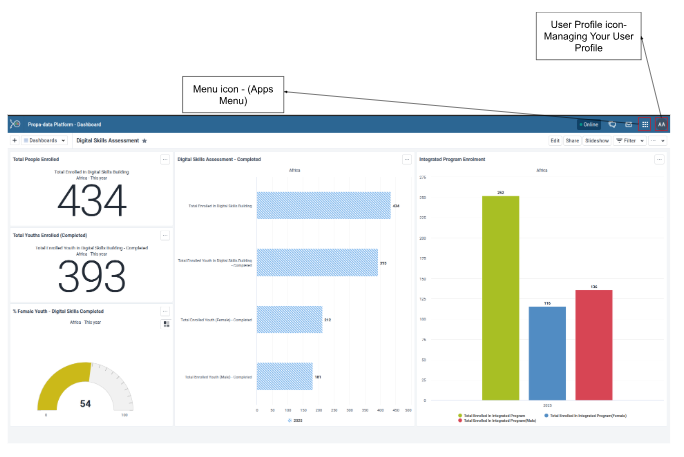 User Profile icon-
Managing Your User
Profile
Menu icon - (Apps
Menu)
Propa-data-Platform - Dashboard
Online
AA
+ Dashboards
Digital Skills Assessment
Edit
Share
Slideshow
Filter
Total People Enrolled
Total Enrolled in Digital Skills Building
Africa · This year
434
Total Youths Enrolled (Completed)
Total Enrolled Youth in Digital Skills Building - Completed
Africa · This year
393
% Female Youth - Digital Skills Completed
Africa · This year
54
0
100
Digital Skills Assessment - Completed
Africa
Total Enrolled in Digital Skills Building
434
Total Enrolled Youth in Digital Skills Building
- Completed
393
Total Enrolled Youth (Female) - Completed
212
Total Enrolled Youth (Male) - Completed
181
0 50 100 150 200 250 300 350 400 450 500
2023
Integrated Program Enrolment
Africa
275
250
225
200
175
150
125
100
75
50
25
0
252
116
136
2023
Total Enrolled in Integrated Program
Total Enrolled in Integrated Program(Female)
Total Enrolled in Integrated Program(Male)